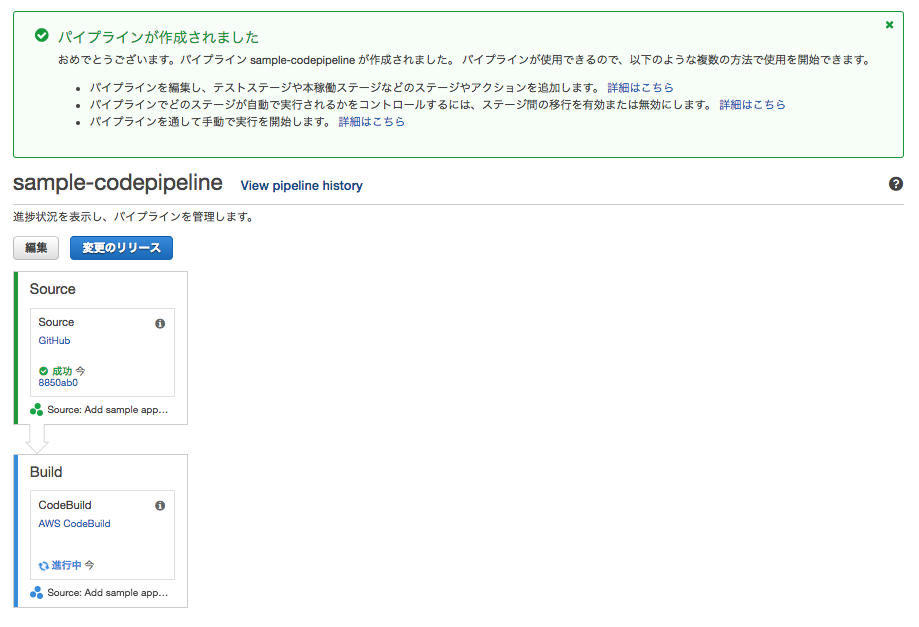 パイプラインが作成されました
おめでとうございます。パイプライン sample-codepipeline が作成されました。 パイプラインが使用できるので、以下のような複数の方法で使用を開始できます。
パイプラインを編集し、テストステージや本稼働ステージなどのステージやアクションを追加します。 詳細はこちら
パイプラインでどのステージが自動で実行されるかをコントロールするには、ステージ間の移行を有効または無効にします。 詳細はこちら
パイプラインを通して手動で実行を開始します。 詳細はこちら
sample-codepipeline View pipeline history
進捗状況を表示し、パイプラインを管理します。
編集 変更のリリース
Source
Source
GitHub
成功 今
8850ab0
Source: Add sample app…
Build
CodeBuild
AWS CodeBuild
進行中 今
Source: Add sample app…